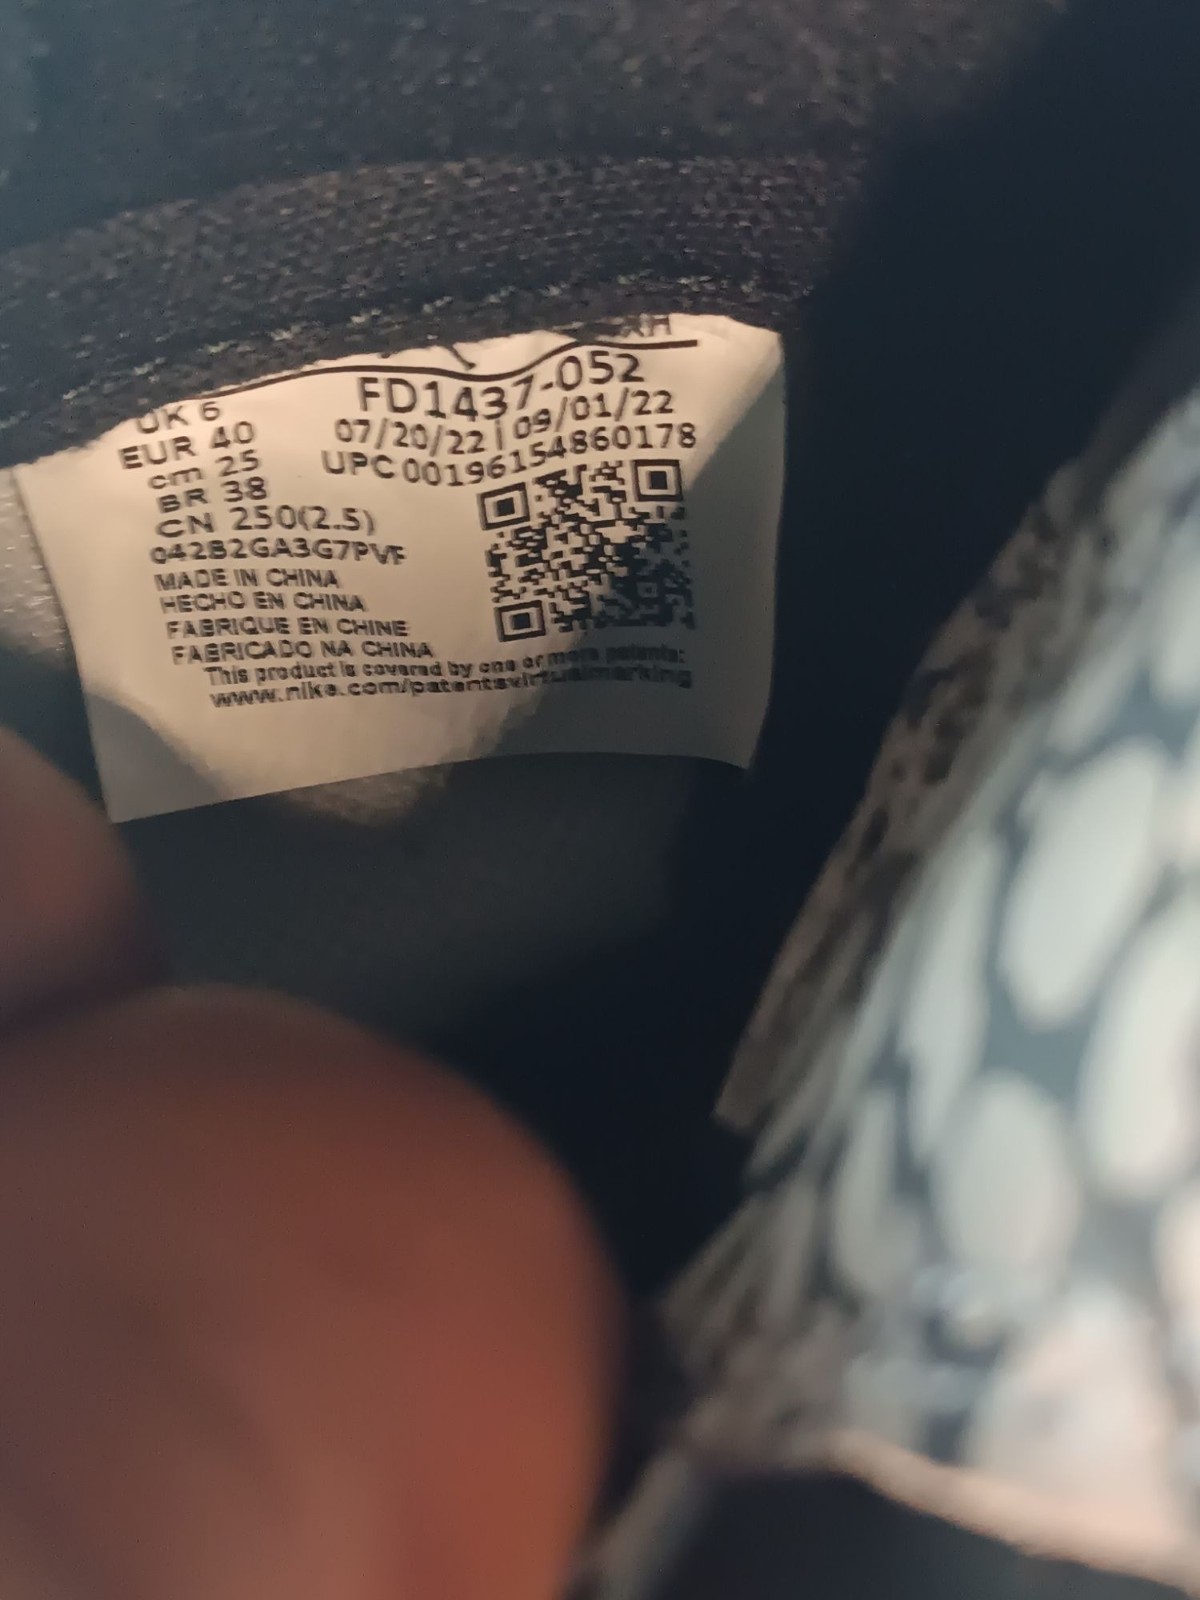 XH
FD1437-052
07/20/22 | 09/01/22
UPC 00196154860178
UK 6
EUR 40
cm 25
BR 38
CN 250(2.5)
042B2GA3G7PVF
MADE IN CHINA
HECHO EN CHINA
FABRIQUE EN CHINE
FABRICADO NA CHINA
This product is covered by one or more patents:
www.nike.com/patentsvirtualmarking